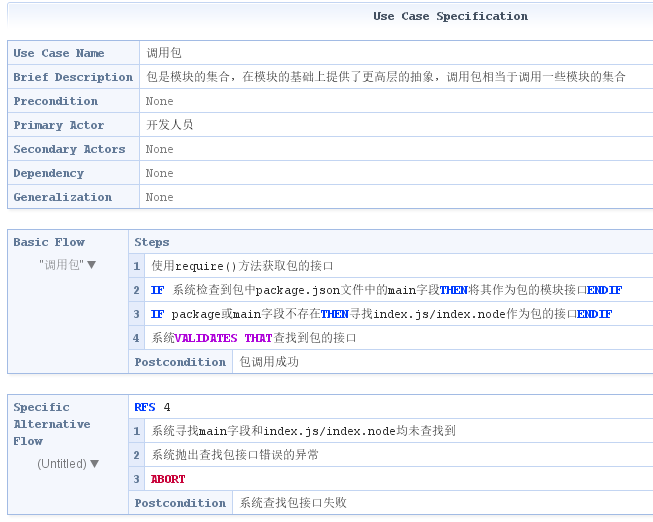 Use Case Specification
Use Case Name 调用包
Brief Description 包是模块的集合，在模块的基础上提供了更高层的抽象，调用包相当于调用一些模块的集合
Precondition None
Primary Actor 开发人员
Secondary Actors None
Dependency None
Generalization None
Basic Flow Steps
"调用包" ▼
1 使用require()方法获取包的接口
2 IF 系统检查到包中package.json文件中的main字段THEN将其作为包的模块接口ENDIF
3 IF package或main字段不存在THEN寻找index.js/index.node作为包的接口ENDIF
4 系统VALIDATES THAT查找到包的接口
Postcondition 包调用成功
Specific
Alternative
Flow
(Untitled) ▼
RFS 4
1 系统寻找main字段和index.js/index.node均未查找到
2 系统抛出查找包接口错误的异常
3 ABORT
Postcondition 系统查找包接口失败